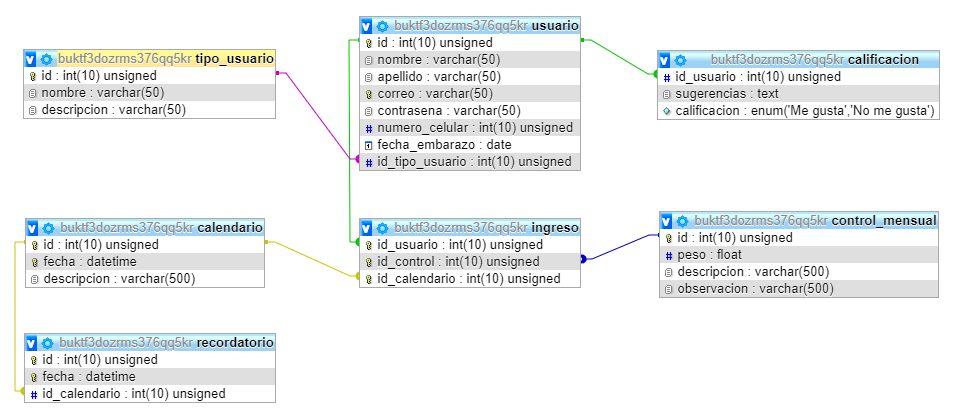 buktf3dozrms376qq5kr tipo_usuario
id : int(10) unsigned
nombre : varchar(50)
descripcion : varchar(50)
buktf3dozrms376qq5kr usuario
id : int(10) unsigned
nombre : varchar(50)
apellido : varchar(50)
correo : varchar(50)
contrasena : varchar(50)
numero_celular : int(10) unsigned
fecha_embarazo : date
id_tipo_usuario : int(10) unsigned
buktf3dozrms376qq5kr calificacion
id_usuario : int(10) unsigned
sugerencias : text
calificacion : enum('Me gusta','No me gusta')
buktf3dozrms376qq5kr calendario
id : int(10) unsigned
fecha : datetime
descripcion : varchar(500)
buktf3dozrms376qq5kr ingreso
id_usuario : int(10) unsigned
id_control : int(10) unsigned
id_calendario : int(10) unsigned
buktf3dozrms376qq5kr control_mensual
id : int(10) unsigned
peso : float
descripcion : varchar(500)
observacion : varchar(500)
buktf3dozrms376qq5kr recordatorio
id : int(10) unsigned
fecha : datetime
id_calendario : int(10) unsigned